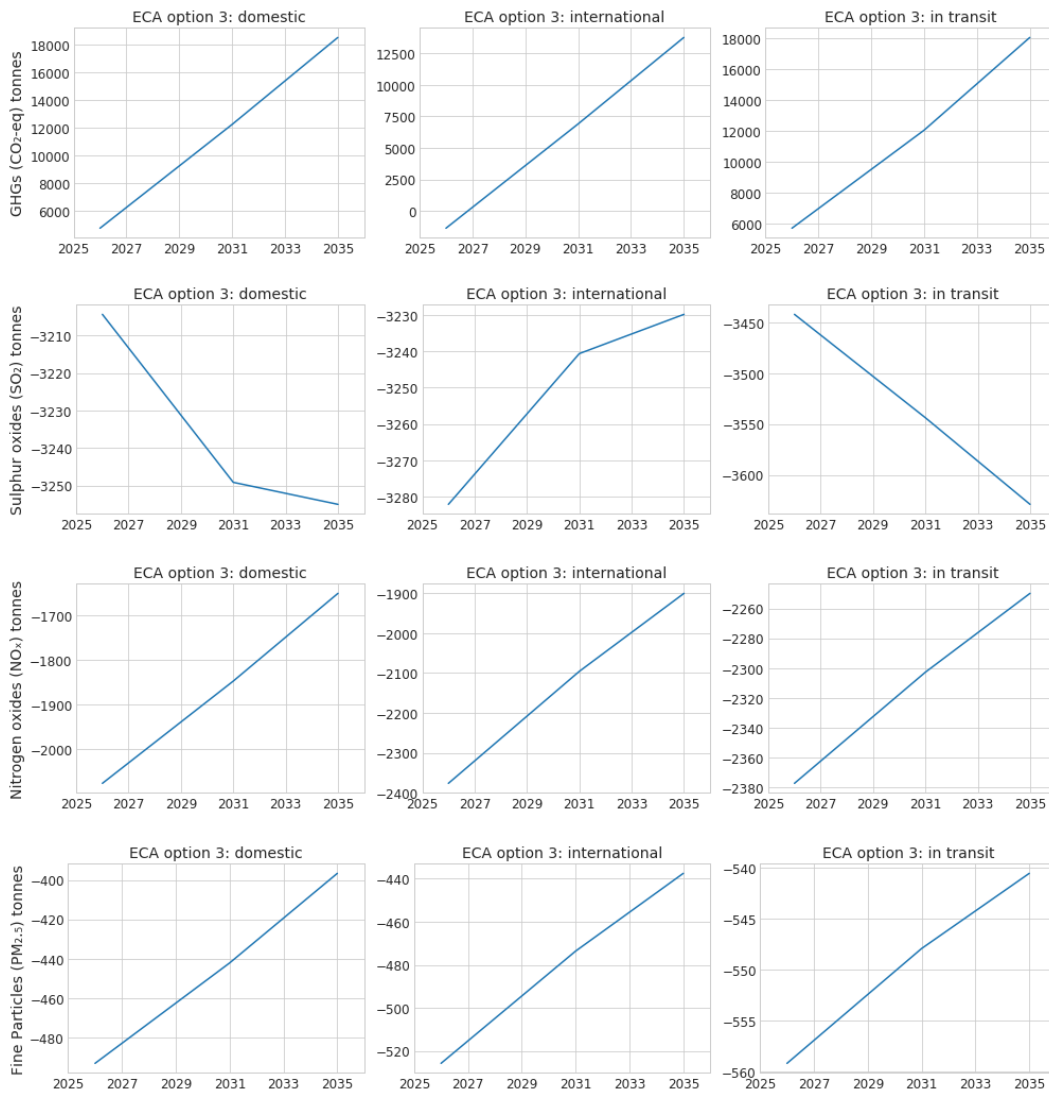 ECA option 3: domestic
ECA option 3: international
ECA option 3: in transit
GHGs (CO₂-eq) tonnes
18000
16000
14000
12000
10000
8000
6000
12500
10000
7500
5000
2500
0
18000
16000
14000
12000
10000
8000
6000
2025 2027 2029 2031 2033 2035
2025 2027 2029 2031 2033 2035
2025 2027 2029 2031 2033 2035
ECA option 3: domestic
ECA option 3: international
ECA option 3: in transit
Sulphur oxides (SO₂) tonnes
−3210
−3220
−3230
−3240
−3250
−3230
−3240
−3250
−3260
−3270
−3280
−3450
−3500
−3550
−3600
2025 2027 2029 2031 2033 2035
2025 2027 2029 2031 2033 2035
2025 2027 2029 2031 2033 2035
ECA option 3: domestic
ECA option 3: international
ECA option 3: in transit
Nitrogen oxides (NOₓ) tonnes
−1700
−1800
−1900
−2000
−1900
−2000
−2100
−2200
−2300
−2400
−2260
−2280
−2300
−2320
−2340
−2360
−2380
2025 2027 2029 2031 2033 2035
2025 2027 2029 2031 2033 2035
2025 2027 2029 2031 2033 2035
ECA option 3: domestic
ECA option 3: international
ECA option 3: in transit
Fine Particles (PM₂.₅) tonnes
−400
−420
−440
−460
−480
−440
−460
−480
−500
−520
−540
−545
−550
−555
−560
2025 2027 2029 2031 2033 2035
2025 2027 2029 2031 2033 2035
2025 2027 2029 2031 2033 2035